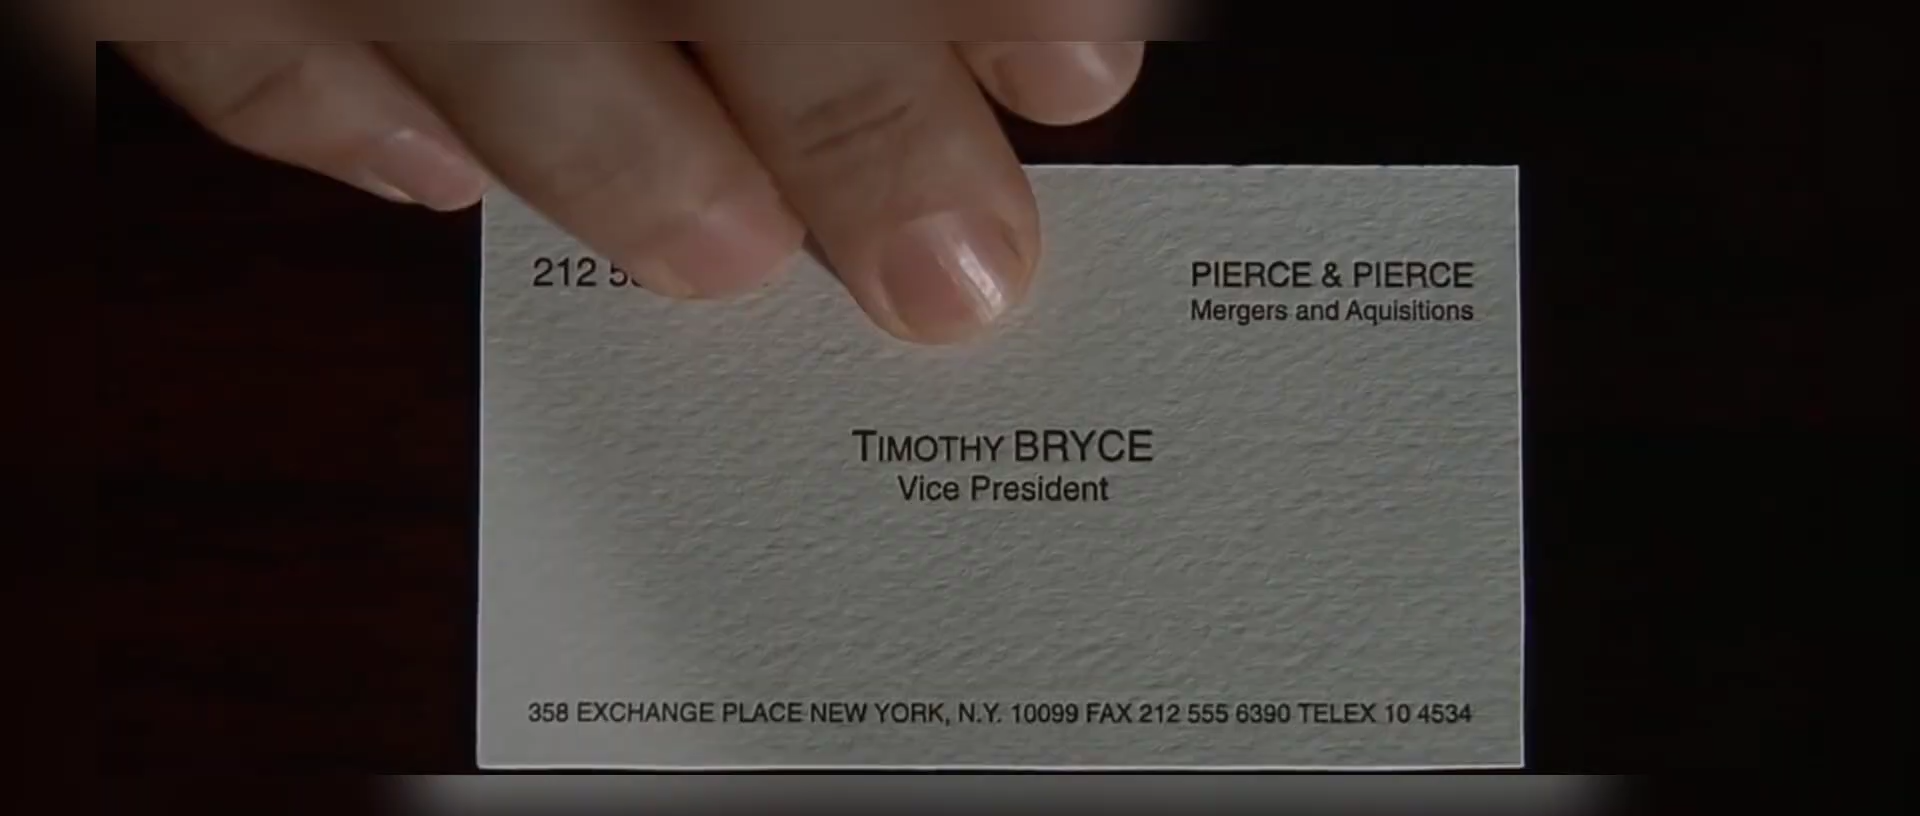 212
PIERCE & PIERCE
Mergers and Aquisitions
TIMOTHY BRYCE
Vice President
358 EXCHANGE PLACE NEW YORK, N.Y. 10099 FAX 212 555 6390 TELEX 10 4534